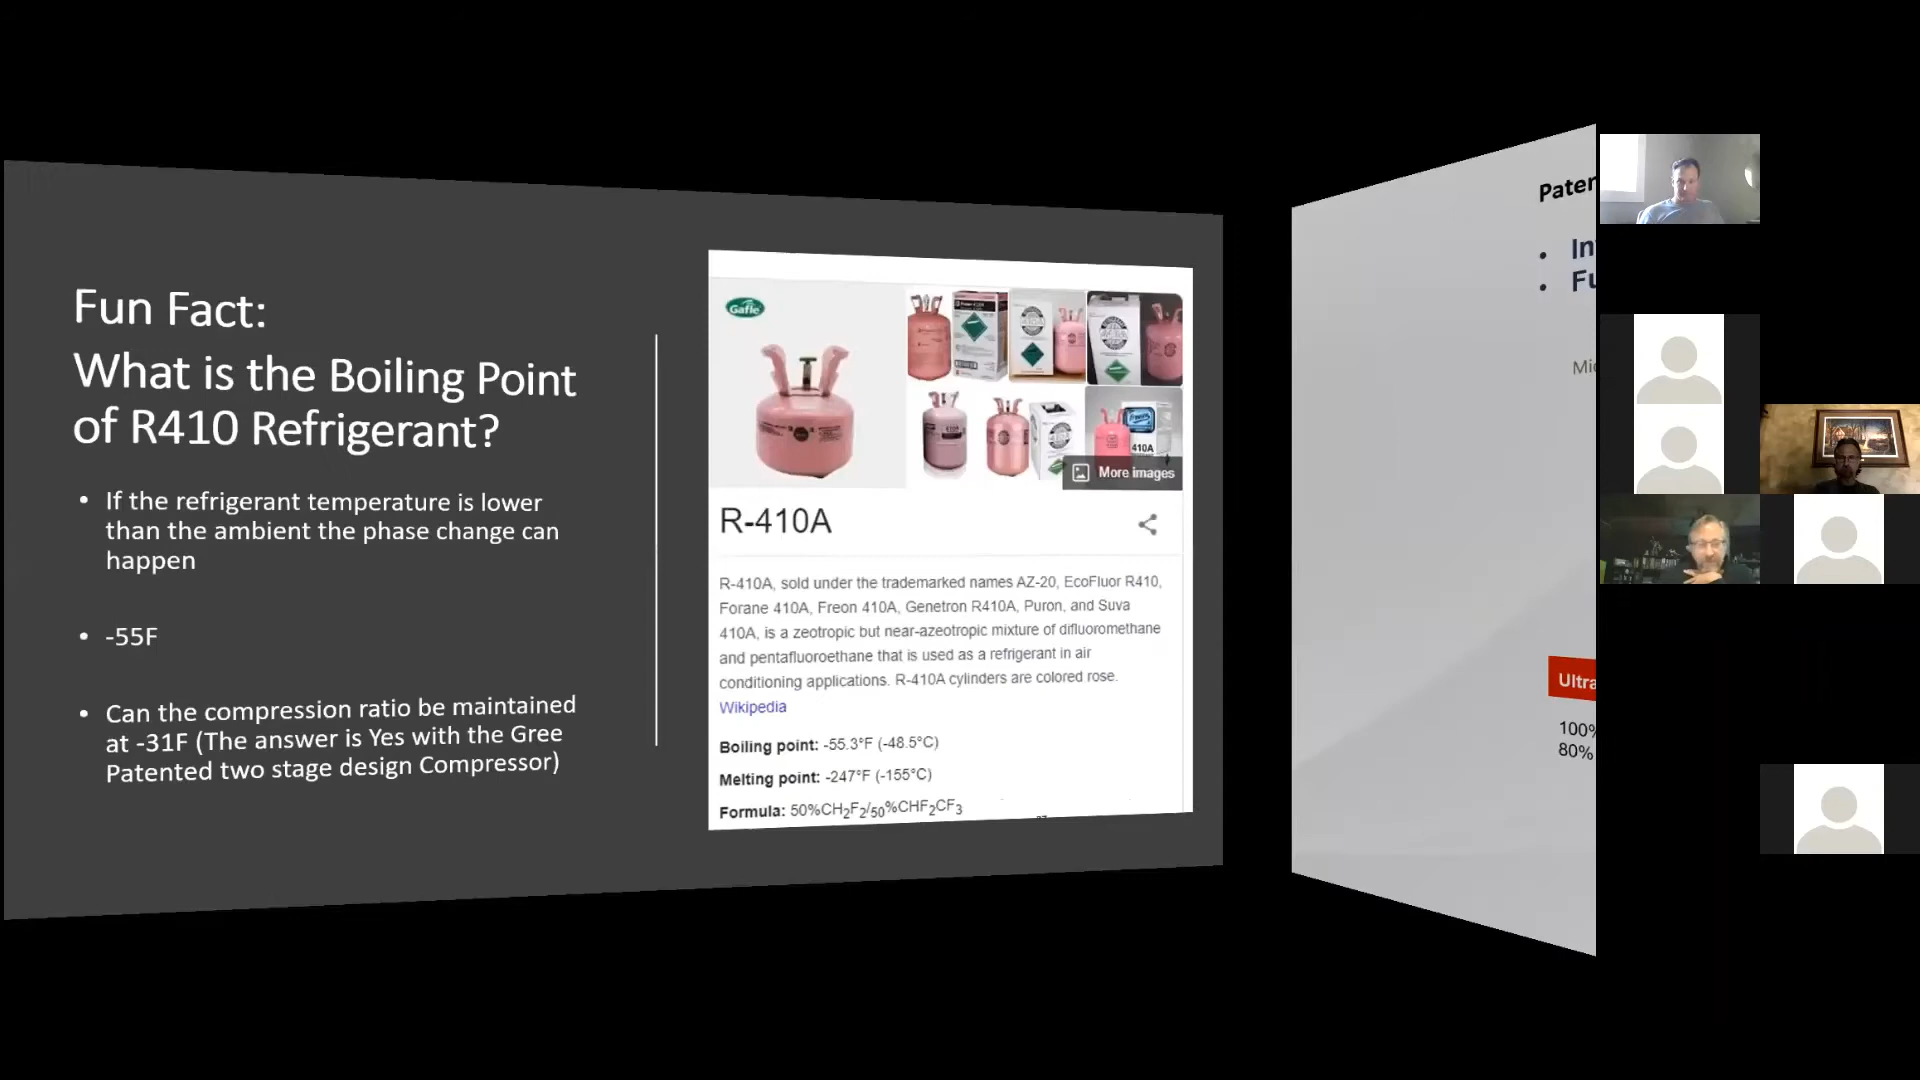 Fun Fact:
What is the Boiling Point
of R410 Refrigerant?
• If the refrigerant temperature is lower
than the ambient the phase change can
happen
• -55F
• Can the compression ratio be maintained
at -31F (The answer is Yes with the Gree
Patented two stage design Compressor)
Gafle
410A
More images
R-410A
R-410A, sold under the trademarked names AZ-20, EcoFluor R410,
Forane 410A, Freon 410A, Genetron R410A, Puron, and Suva
410A, is a zeotropic but near-azeotropic mixture of difluoromethane
and pentafluoroethane that is used as a refrigerant in air
conditioning applications. R-410A cylinders are colored rose.
Wikipedia
Boiling point: -55.3°F (-48.5°C)
Melting point: -247°F (-155°C)
Formula: 50%CH₂F₂/₅₀%CHF₂CF₃
Paten
• In
• Fu
Mic
Ultra
100%
80%